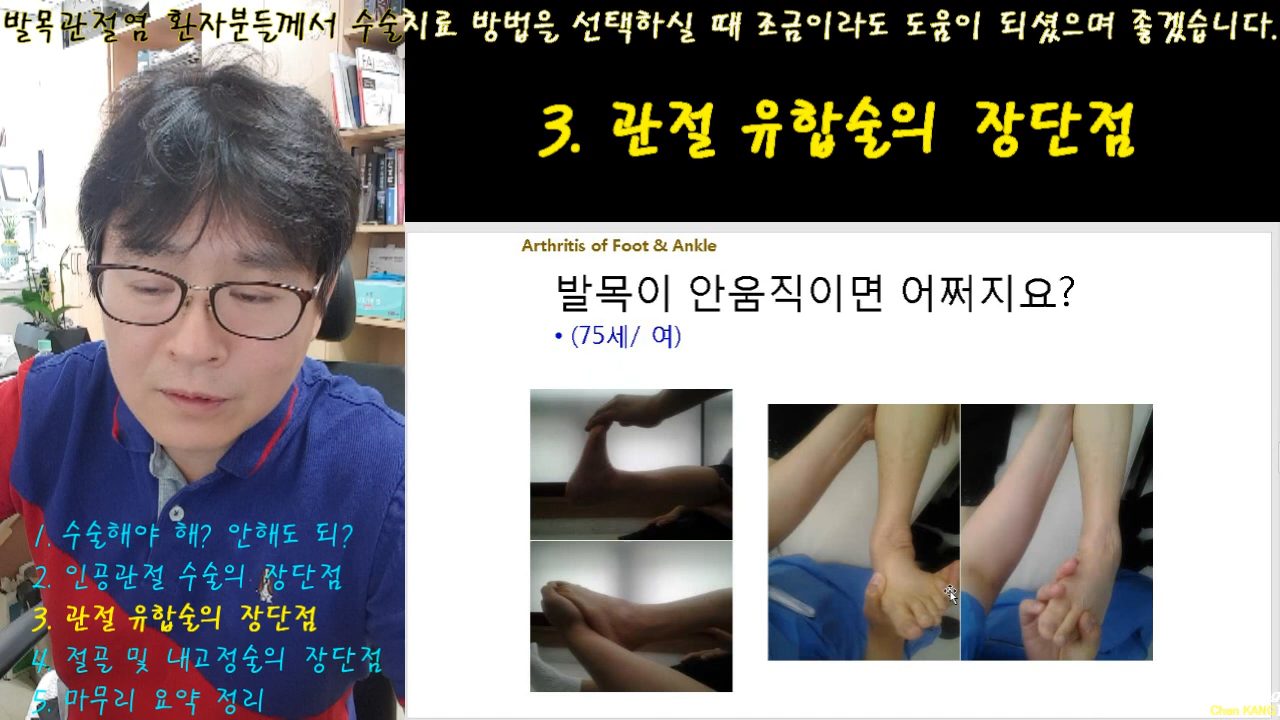 발목관절염 환자분들께서 수술치료 방법을 선택하실 때 조금이라도 도움이 되셨으며 좋겠습니다.
3. 관절 유합술의 장단점
Arthritis of Foot & Ankle
발목이 안움직이면 어쩌지요?
• (75세/ 여)
1. 수술해야 해? 안해도 되?
2. 인공관절 수술의 장단점
3. 관절 유합술의 장단점
4. 절골 및 내고정술의 장단점
5. 마무리 요약 정리
Chan KANG